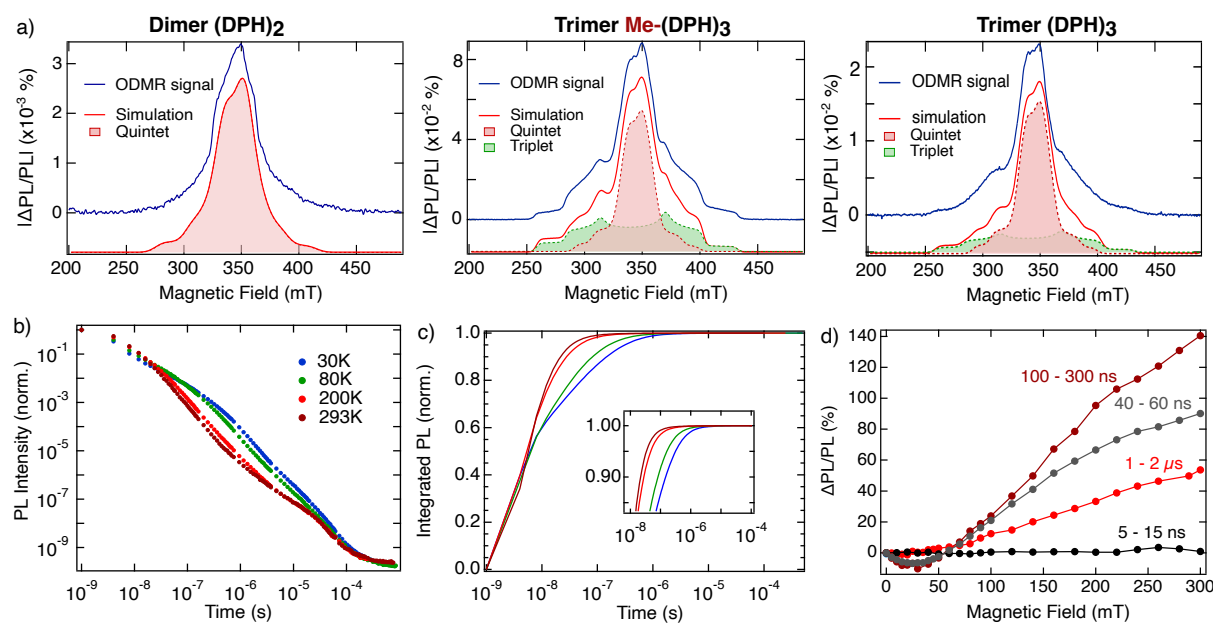 a)
Dimer (DPH)2
Trimer Me-(DPH)3
Trimer (DPH)3
ODMR signal
Simulation
Quintet
3
2
1
0
I∆PL/PLI (x10-3 %)
200 250 300 350 400 450
Magnetic Field (mT)
ODMR signal
Simulation
Quintet
Triplet
8
4
0
I∆PL/PLI (x10-2 %)
200 250 300 350 400 450
Magnetic Field (mT)
ODMR signal
simulation
Quintet
Triplet
2
1
0
I∆PL/PLI (x10-2 %)
200 250 300 350 400 450
Magnetic Field (mT)
b)
30K
80K
200K
293K
10-1
10-3
10-5
10-7
10-9
PL Intensity (norm.)
10-9 10-8 10-7 10-6 10-5 10-4
Time (s)
c)
1.0
0.8
0.6
0.4
0.2
0.0
Integrated PL (norm.)
1.00
0.95
0.90
10-8 10-6 10-4
10-9 10-8 10-7 10-6 10-5 10-4
Time (s)
d)
140
120
100
80
60
40
20
0
∆PL/PL (%)
100 - 300 ns
40 - 60 ns
1 - 2 µs
5 - 15 ns
0 50 100 150 200 250 300
Magnetic Field (mT)